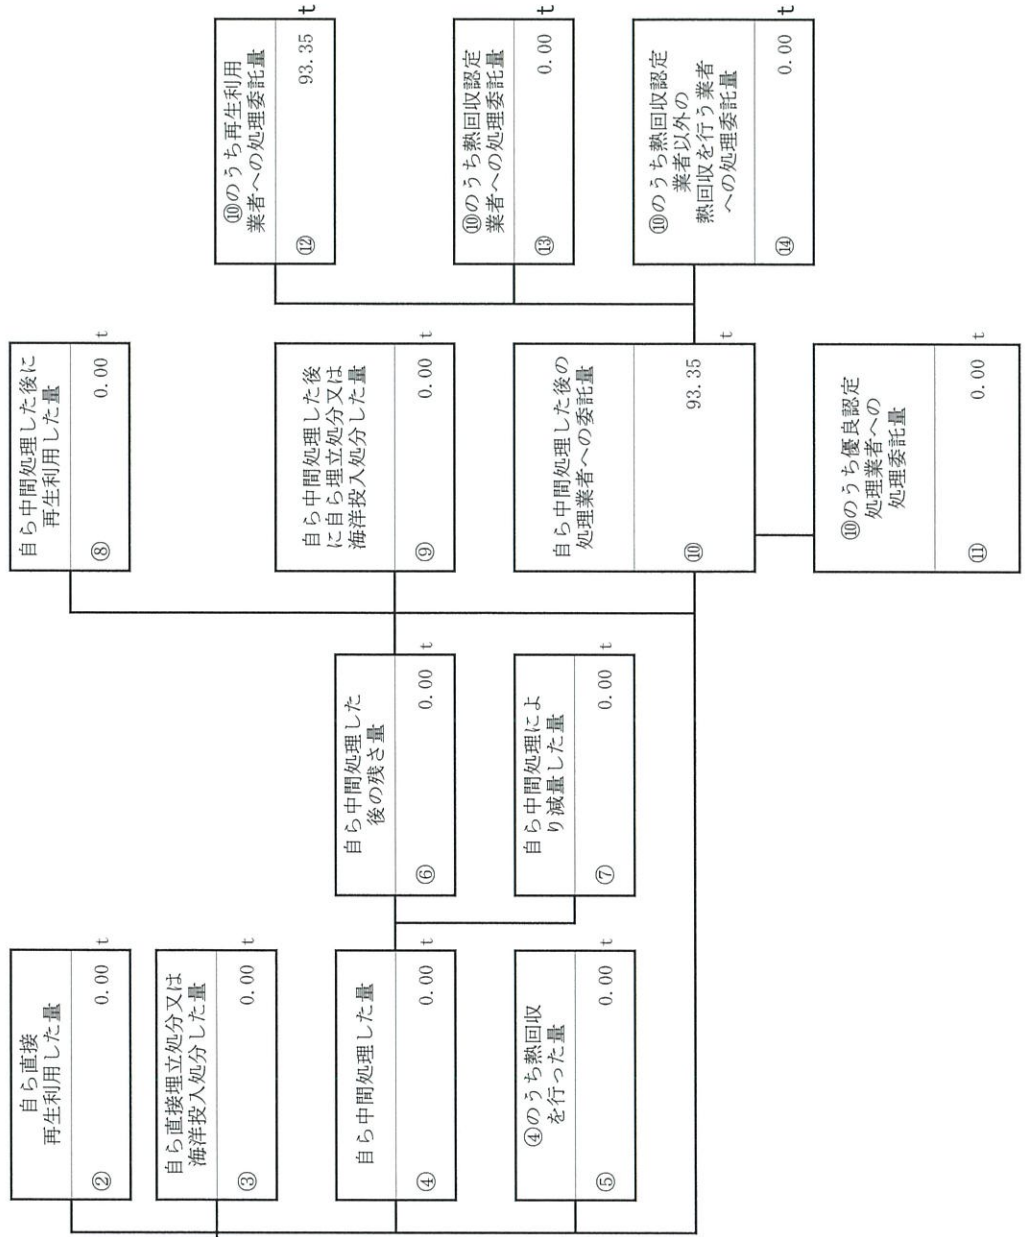 自ら直接
再生利用した量
② 0.00 t
自ら直接埋立処分又は
海洋投入処分した量
③ 0.00 t
自ら中間処理した量
④ 0.00 t
④のうち熱回収
を行った量
⑤ 0.00 t
自ら中間処理した
後の残さ量
⑥ 0.00 t
自ら中間処理によ
り減量した量
⑦ 0.00 t
自ら中間処理した後に
再生利用した量
⑧ 0.00 t
自ら中間処理した後
に自ら埋立処分又は
海洋投入処分した量
⑨ 0.00 t
自ら中間処理した後の
処理業者への委託量
⑩ 93.35 t
⑩のうち優良認定
処理業者への
処理委託量
⑪ 0.00 t
⑩のうち再生利用
業者への処理委託量
⑫ 93.35 t
⑩のうち熱回収認定
業者への処理委託量
⑬ 0.00 t
⑩のうち熱回収認定
業者以外の
熱回収を行う業者
への処理委託量
⑭ 0.00 t